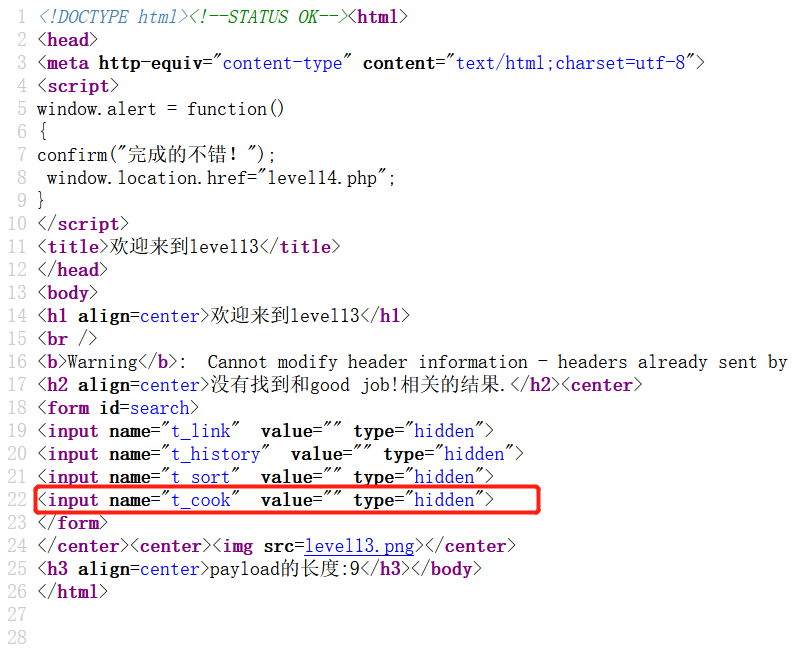 1 <!DOCTYPE html><!--STATUS OK--><html>
2 <head>
3 <meta http-equiv="content-type" content="text/html;charset=utf-8">
4 <script>
5 window.alert = function()
6 {
7 confirm("完成的不错！");
8  window.location.href="level14.php";
9 }
10 </script>
11 <title>欢迎来到level13</title>
12 </head>
13 <body>
14 <h1 align=center>欢迎来到level13</h1>
15 <br />
16 <b>Warning</b>:  Cannot modify header information - headers already sent by
17 <h2 align=center>没有找到和good job!相关的结果.</h2><center>
18 <form id=search>
19 <input name="t_link"  value="" type="hidden">
20 <input name="t_history"  value="" type="hidden">
21 <input name="t_sort"  value="" type="hidden">
22 <input name="t_cook"  value="" type="hidden">
23 </form>
24 </center><center><img src=level13.png></center>
25 <h3 align=center>payload的长度:9</h3></body>
26 </html>
27
28